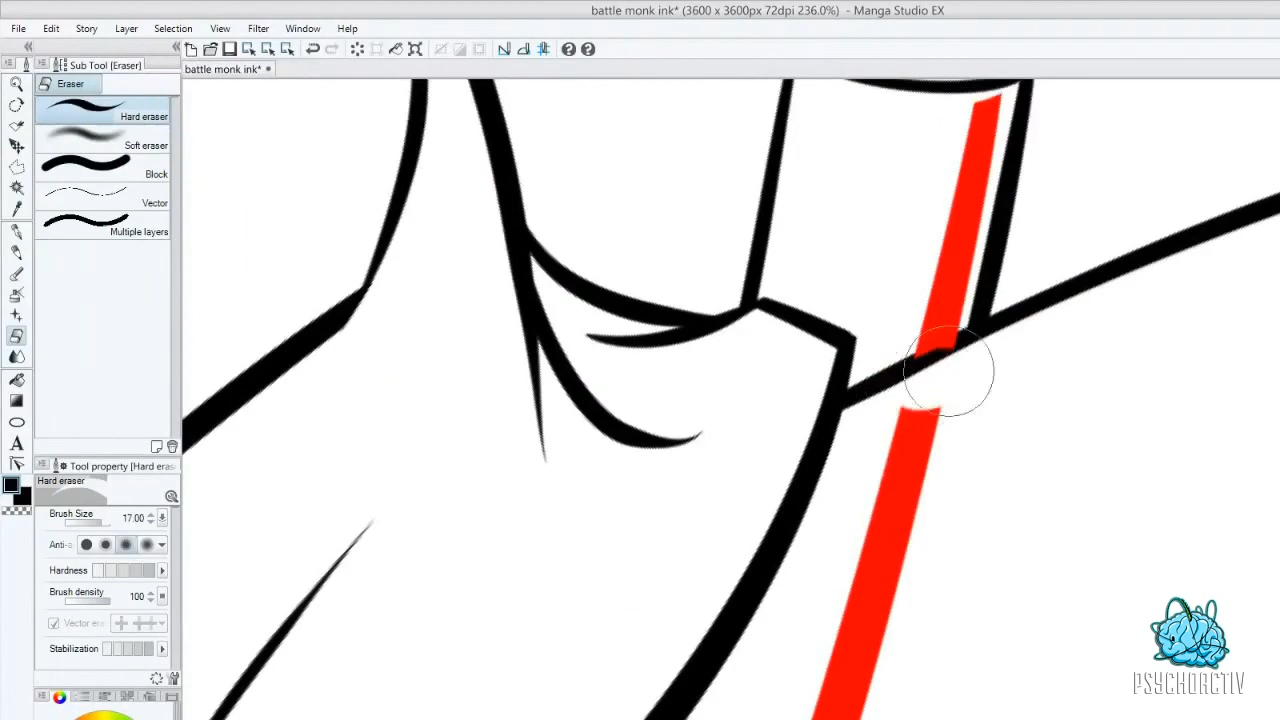 battle monk ink* (3600 x 3600px 72dpi 236.0%) - Manga Studio EX
File Edit Story Layer Selection View Filter Window Help
Sub Tool [Eraser]
battle monk ink*
Eraser
Hard eraser
Soft eraser
Block
Vector
Multiple layers
A
Tool property [Hard eras
Hard eraser
Brush Size 17.00
Anti-a
Hardness
Brush density 100
Vector era
Stabilization
PSYCHORCTIV